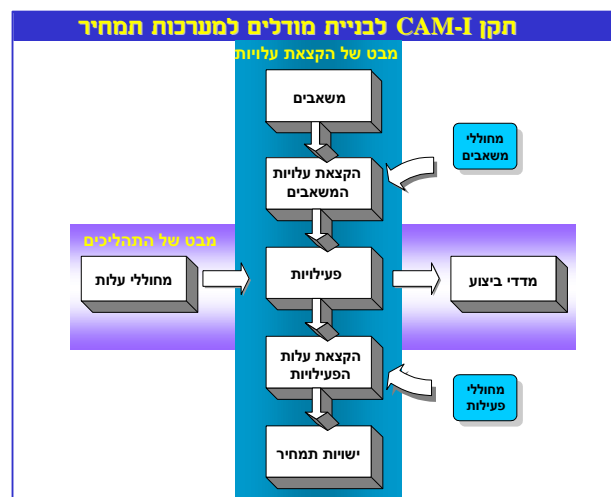 תקן CAM-I לבניית מודלים למערכות תמחיר
מבט של הקצאת עלויות
משאבים
מחוללי
משאבים
הקצאת עלויות
המשאבים
מבט של התהליכים
מחוללי עלות
פעילויות
מדדי ביצוע
הקצאת עלות
הפעילויות
מחוללי
פעילות
ישויות תמחיר